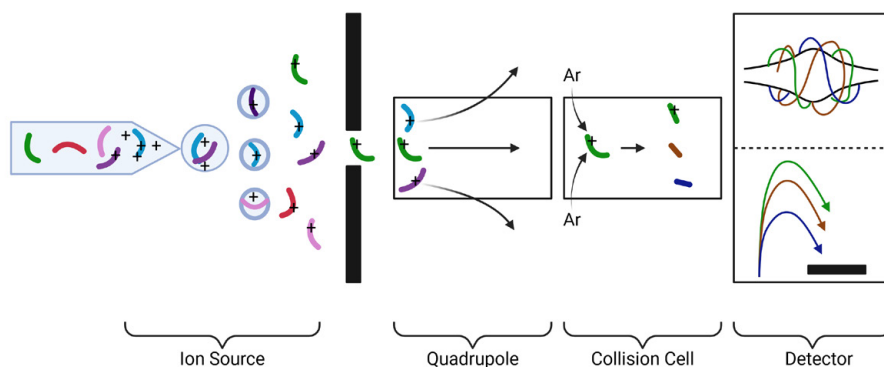 Ar
Ar
Ion Source
Quadrupole
Collision Cell
Detector